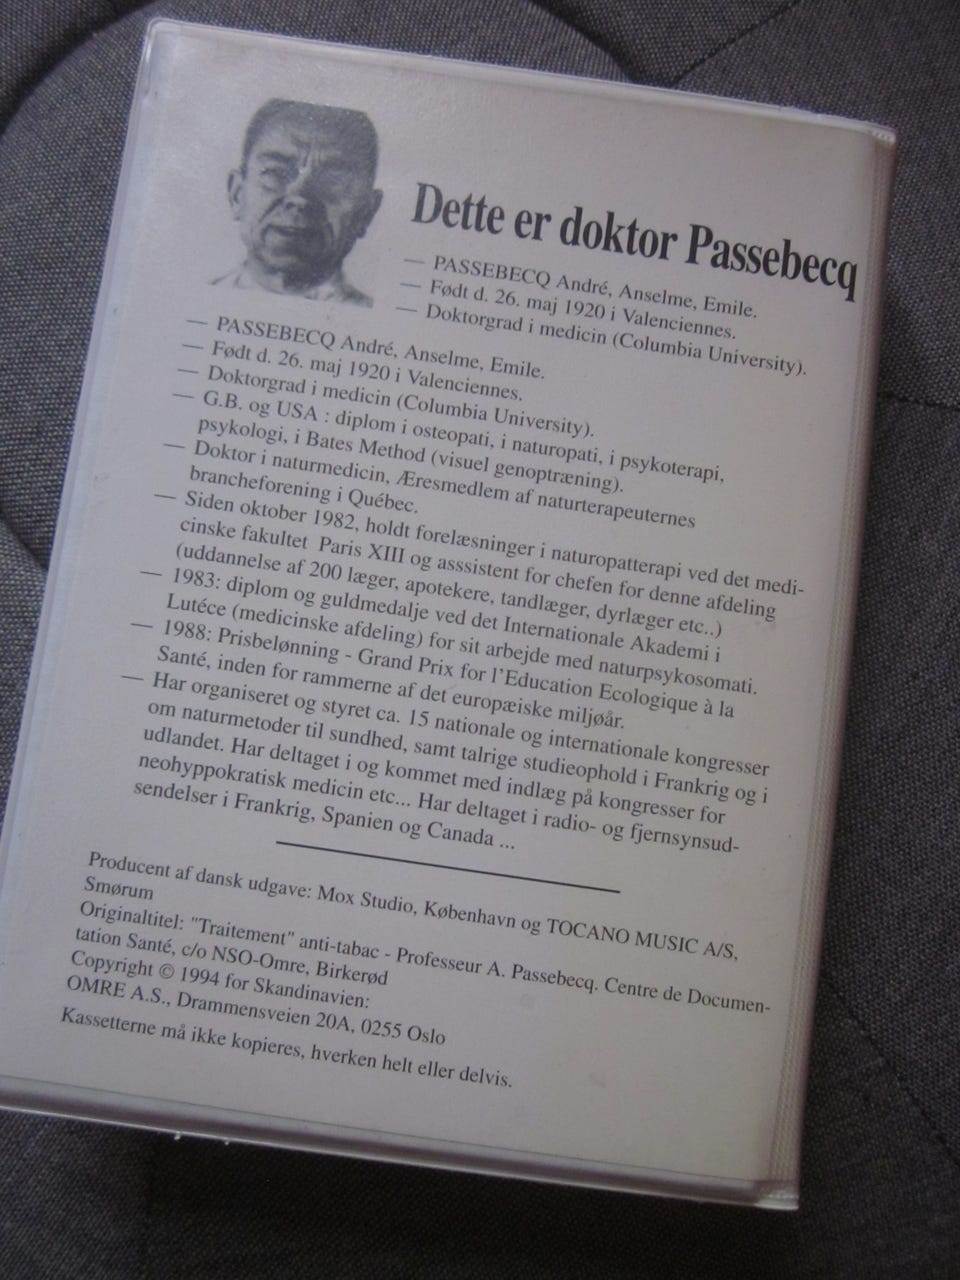 Dette er doktor Passebecq
— PASSEBECQ André, Anselme, Emile.
— Født d. 26. maj 1920 i Valenciennes.
— Doktorgrad i medicin (Columbia University).
— PASSEBECQ André, Anselme, Emile.
— Født d. 26. maj 1920 i Valenciennes.
— Doktorgrad i medicin (Columbia University).
— G.B. og USA : diplom i osteopati, i naturopati, i psykoterapi,
psykologi, i Bates Method (visuel genoptræning).
— Doktor i naturmedicin, Æresmedlem af naturterapeuternes
brancheforening i Québec.
— Siden oktober 1982, holdt forelæsninger i naturopatterapi ved det medi-
cinske fakultet Paris XIII og asssistent for chefen for denne afdeling
(uddannelse af 200 læger, apotekere, tandlæger, dyrlæger etc..)
— 1983: diplom og guldmedalje ved det Internationale Akademi i
Lutéce (medicinske afdeling) for sit arbejde med naturpsykosomati.
— 1988: Prisbelønning - Grand Prix for l'Education Ecologique à la
Santé, inden for rammerne af det europæiske miljøår.
— Har organiseret og styret ca. 15 nationale og internationale kongresser
om naturmetoder til sundhed, samt talrige studieophold i Frankrig og i
udlandet. Har deltaget i og kommet med indlæg på kongresser for
neohyppokratisk medicin etc... Har deltaget i radio- og fjernsynsud-
sendelser i Frankrig, Spanien og Canada ...
Producent af dansk udgave: Mox Studio, København og TOCANO MUSIC A/S,
Smørum
Originaltitel: "Traitement" anti-tabac - Professeur A. Passebecq. Centre de Documen-
tation Santé, c/o NSO-Omre, Birkerød
Copyright © 1994 for Skandinavien:
OMRE A.S., Drammensveien 20A, 0255 Oslo
Kassetterne må ikke kopieres, hverken helt eller delvis.